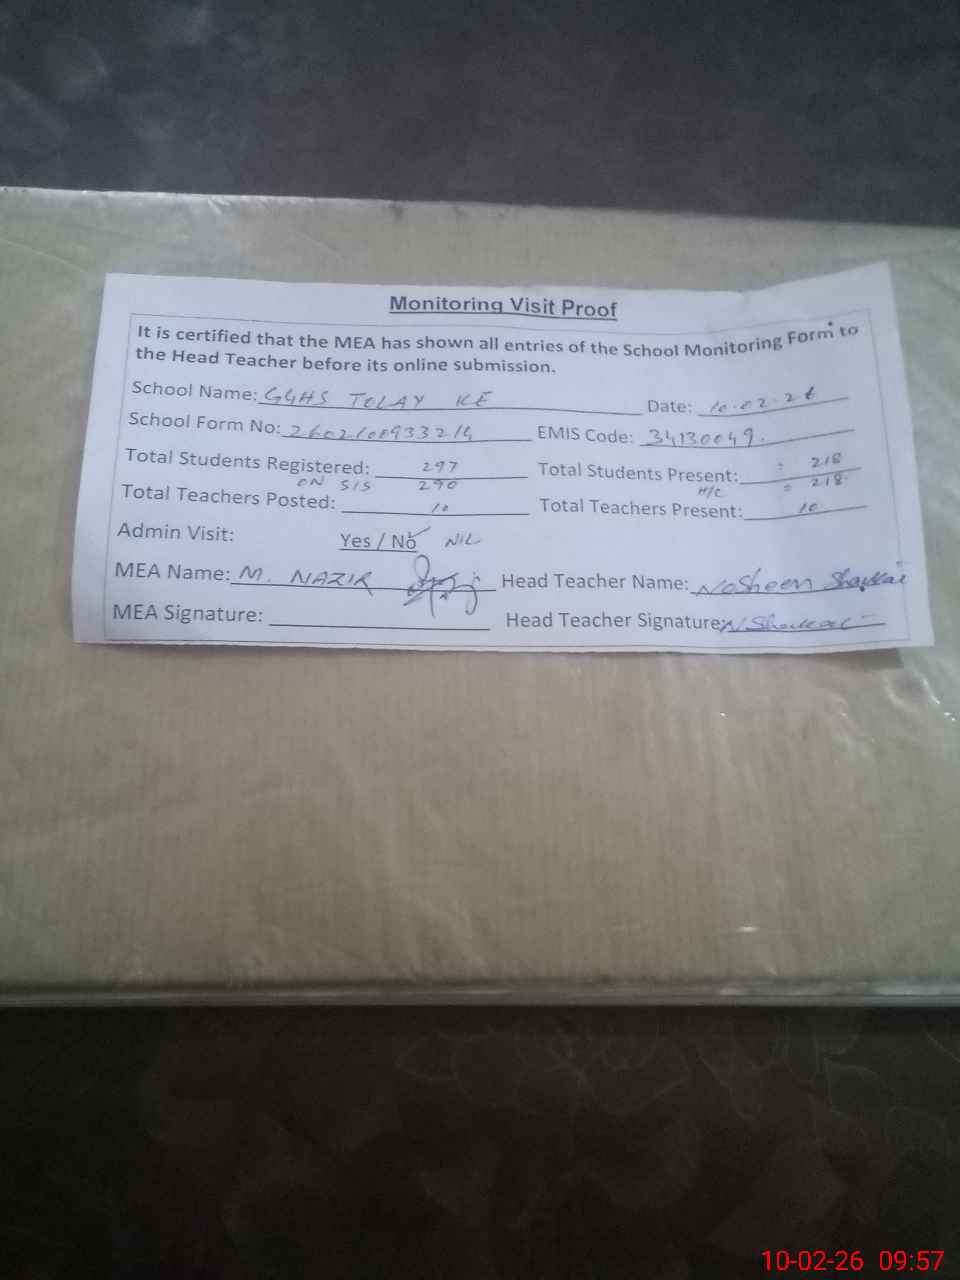 Monitoring Visit Proof
It is certified that the MEA has shown all entries of the School Monitoring Form to
the Head Teacher before its online submission.
School Name: GGHS TOLAY KE Date: 10.02.26
School Form No: EMIS Code: 34130049.
Total Students Registered: 297 Total Students Present: = 218
ON SIS 290 H/C = 218
Total Teachers Posted: 10 Total Teachers Present: 10
Admin Visit: Yes / No NIL
MEA Name: M. NAZIR Head Teacher Name: Nosheen
MEA Signature: Head Teacher Signature:
10-02-26 09:57